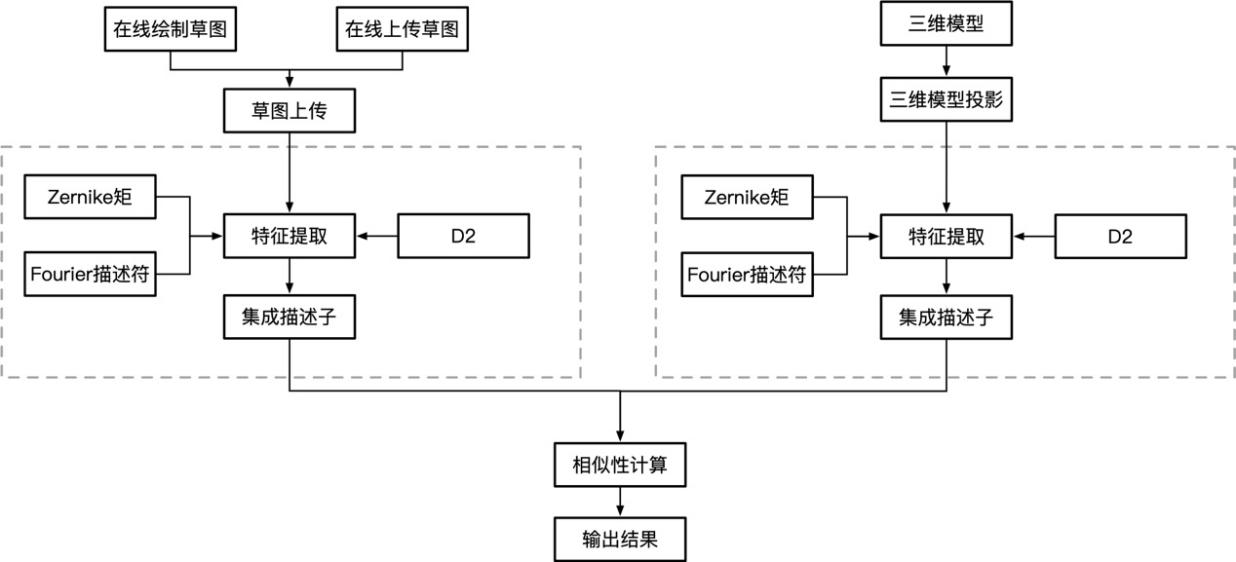 在线绘制草图
在线上传草图
三维模型
草图上传
三维模型投影
Zernike矩
特征提取
D2
Fourier描述符
集成描述子
Zernike矩
特征提取
D2
Fourier描述符
集成描述子
相似性计算
输出结果